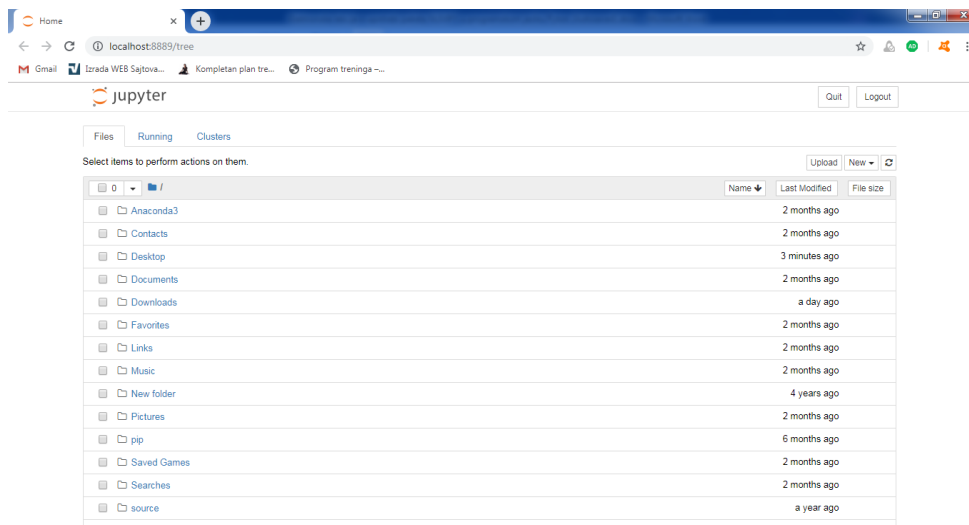 Home
localhost:8889/tree
Gmail Izrada WEB Sajtova... Kompletan plan tre... Program treninga –...
jupyter Quit Logout
Files Running Clusters
Select items to perform actions on them. Upload New
0 / Name Last Modified File size
Anaconda3 2 months ago
Contacts 2 months ago
Desktop 3 minutes ago
Documents 2 months ago
Downloads a day ago
Favorites 2 months ago
Links 2 months ago
Music 2 months ago
New folder 4 years ago
Pictures 2 months ago
pip 6 months ago
Saved Games 2 months ago
Searches 2 months ago
source a year ago